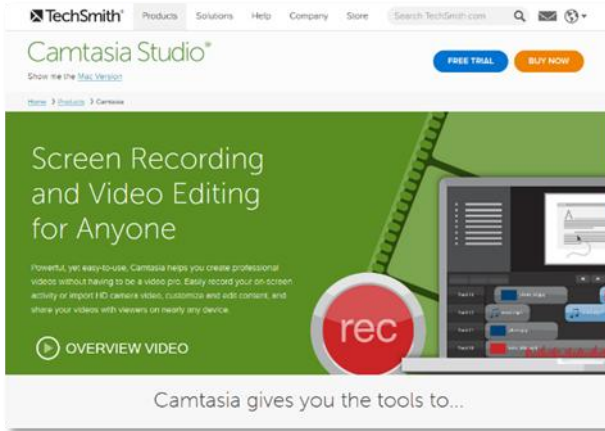 TechSmith® Products Solutions Help Company Store Search TechSmith.com
Camtasia Studio®
FREE TRIAL BUY NOW
Show me the Mac Version
Home > Products > Camtasia
Screen Recording
and Video Editing
for Anyone
Powerful, yet easy-to-use, Camtasia helps you create professional
videos without having to be a video pro. Easily record your on-screen
activity or import HD camera video, customize and edit content, and
share your videos with viewers on nearly any device.
rec
OVERVIEW VIDEO
Camtasia gives you the tools to...